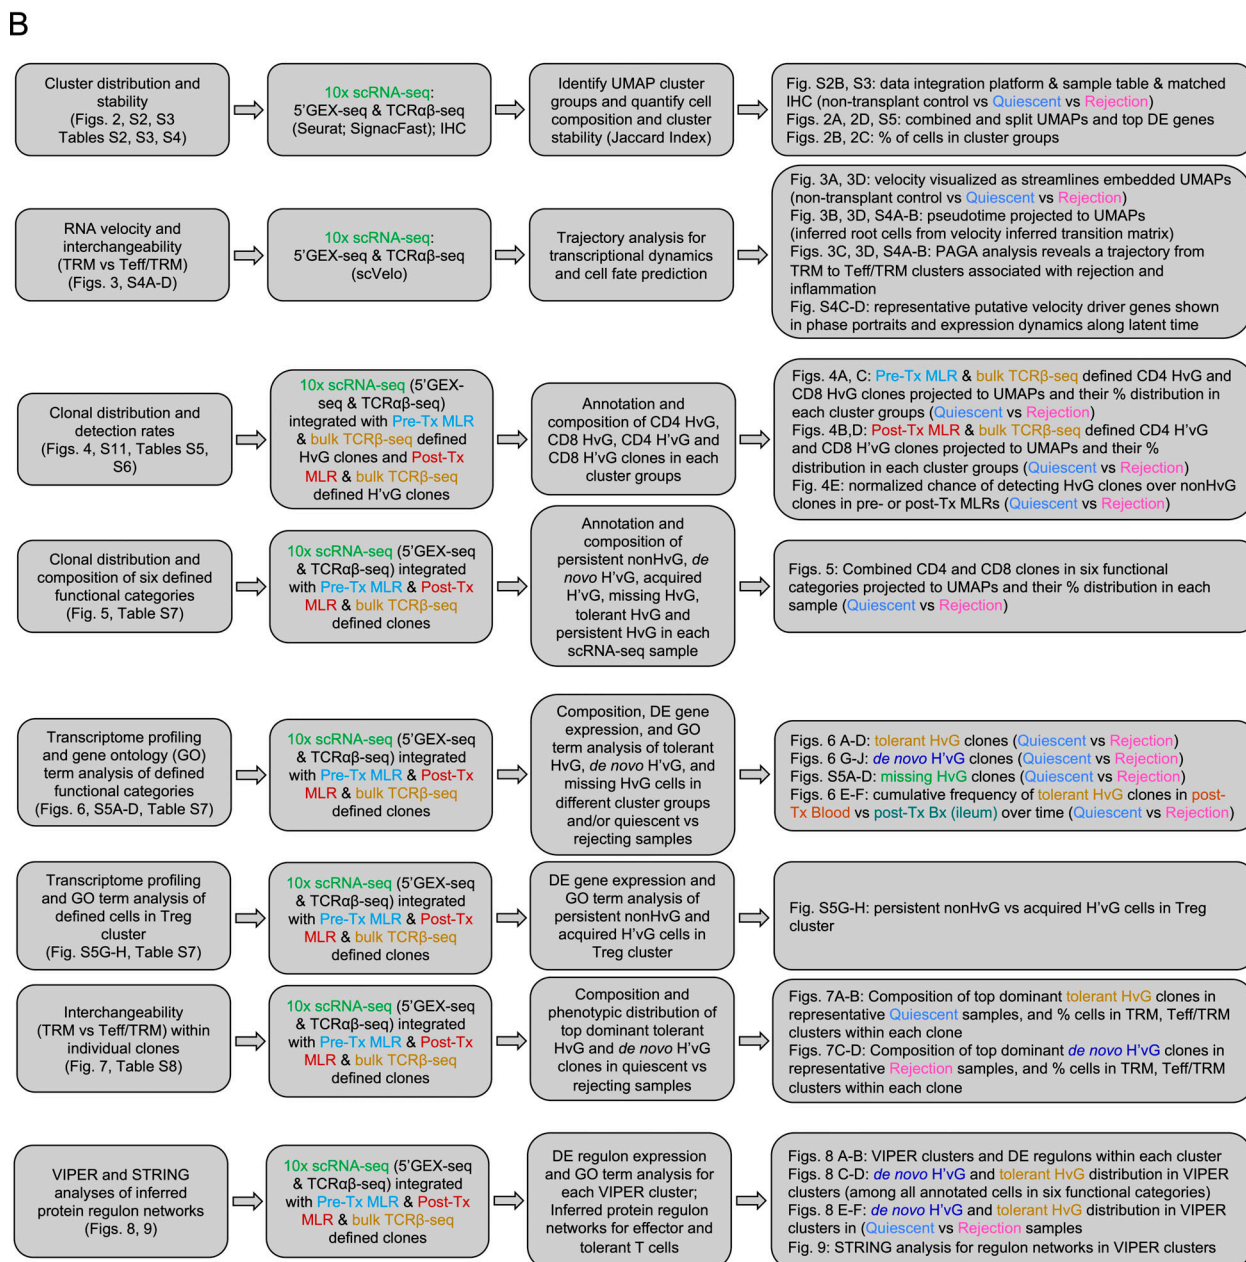 B
Cluster distribution and
stability
(Figs. 2, S2, S3
Tables S2, S3, S4)
10x scRNA-seq:
5'GEX-seq & TCRαβ-seq
(Seurat; SignacFast); IHC
Identify UMAP cluster
groups and quantify cell
composition and cluster
stability (Jaccard Index)
Fig. S2B, S3: data integration platform & sample table & matched
IHC (non-transplant control vs Quiescent vs Rejection)
Figs. 2A, 2D, S5: combined and split UMAPs and top DE genes
Figs. 2B, 2C: % of cells in cluster groups
RNA velocity and
interchangeability
(TRM vs Teff/TRM)
(Figs. 3, S4A-D)
10x scRNA-seq:
5'GEX-seq & TCRαβ-seq
(scVelo)
Trajectory analysis for
transcriptional dynamics
and cell fate prediction
Fig. 3A, 3D: velocity visualized as streamlines embedded UMAPs
(non-transplant control vs Quiescent vs Rejection)
Fig. 3B, 3D, S4A-B: pseudotime projected to UMAPs
(inferred root cells from velocity inferred transition matrix)
Figs. 3C, 3D, S4A-B: PAGA analysis reveals a trajectory from
TRM to Teff/TRM clusters associated with rejection and
inflammation
Fig. S4C-D: representative putative velocity driver genes shown
in phase portraits and expression dynamics along latent time
Clonal distribution and
detection rates
(Figs. 4, S11, Tables S5,
S6)
10x scRNA-seq (5'GEX-
seq & TCRαβ-seq)
integrated with Pre-Tx MLR
& bulk TCRβ-seq defined
HvG clones and Post-Tx
MLR & bulk TCRβ-seq
defined H'vG clones
Annotation and
composition of CD4 HvG,
CD8 HvG, CD4 H'vG and
CD8 H'vG clones in each
cluster groups
Figs. 4A, C: Pre-Tx MLR & bulk TCRβ-seq defined CD4 HvG and
CD8 HvG clones projected to UMAPs and their % distribution in
each cluster groups (Quiescent vs Rejection)
Figs. 4B,D: Post-Tx MLR & bulk TCRβ-seq defined CD4 H'vG
and CD8 H'vG clones projected to UMAPs and their %
distribution in each cluster groups (Quiescent vs Rejection)
Fig. 4E: normalized chance of detecting HvG clones over nonHvG
clones in pre- or post-Tx MLRs (Quiescent vs Rejection)
Clonal distribution and
composition of six defined
functional categories
(Fig. 5, Table S7)
10x scRNA-seq (5'GEX-seq
& TCRαβ-seq) integrated
with Pre-Tx MLR & Post-Tx
MLR & bulk TCRβ-seq
defined clones
Annotation and
composition of
persistent nonHvG, de
novo H'vG, acquired
H'vG, missing HvG,
tolerant HvG and
persistent HvG in each
scRNA-seq sample
Figs. 5: Combined CD4 and CD8 clones in six functional
categories projected to UMAPs and their % distribution in each
sample (Quiescent vs Rejection)
Transcriptome profiling
and gene ontology (GO)
term analysis of defined
functional categories
(Figs. 6, S5A-D, Table S7)
10x scRNA-seq (5'GEX-seq
& TCRαβ-seq) integrated
with Pre-Tx MLR & Post-Tx
MLR & bulk TCRβ-seq
defined clones
Composition, DE gene
expression, and GO
term analysis of tolerant
HvG, de novo H'vG, and
missing HvG cells in
different cluster groups
and/or quiescent vs
rejecting samples
Figs. 6 A-D: tolerant HvG clones (Quiescent vs Rejection)
Figs. 6 G-J: de novo H'vG clones (Quiescent vs Rejection)
Figs. S5A-D: missing HvG clones (Quiescent vs Rejection)
Figs. 6 E-F: cumulative frequency of tolerant HvG clones in post-
Tx Blood vs post-Tx Bx (ileum) over time (Quiescent vs Rejection)
Transcriptome profiling
and GO term analysis of
defined cells in Treg
cluster
(Fig. S5G-H, Table S7)
10x scRNA-seq (5'GEX-seq
& TCRαβ-seq) integrated
with Pre-Tx MLR & Post-Tx
MLR & bulk TCRβ-seq
defined clones
DE gene expression and
GO term analysis of
persistent nonHvG and
acquired H'vG cells in
Treg cluster
Fig. S5G-H: persistent nonHvG vs acquired H'vG cells in Treg
cluster
Interchangeability
(TRM vs Teff/TRM) within
individual clones
(Fig. 7, Table S8)
10x scRNA-seq (5'GEX-seq
& TCRαβ-seq) integrated
with Pre-Tx MLR & Post-Tx
MLR & bulk TCRβ-seq
defined clones
Composition and
phenotypic distribution of
top dominant tolerant
HvG and de novo H'vG
clones in quiescent vs
rejecting samples
Figs. 7A-B: Composition of top dominant tolerant HvG clones in
representative Quiescent samples, and % cells in TRM, Teff/TRM
clusters within each clone
Figs. 7C-D: Composition of top dominant de novo H'vG clones in
representative Rejection samples, and % cells in TRM, Teff/TRM
clusters within each clone
VIPER and STRING
analyses of inferred
protein regulon networks
(Figs. 8, 9)
10x scRNA-seq (5'GEX-seq
& TCRαβ-seq) integrated
with Pre-Tx MLR & Post-Tx
MLR & bulk TCRβ-seq
defined clones
DE regulon expression
and GO term analysis for
each VIPER cluster;
Inferred protein regulon
networks for effector and
tolerant T cells
Figs. 8 A-B: VIPER clusters and DE regulons within each cluster
Figs. 8 C-D: de novo H'vG and tolerant HvG distribution in VIPER
clusters (among all annotated cells in six functional categories)
Figs. 8 E-F: de novo H'vG and tolerant HvG distribution in VIPER
clusters in (Quiescent vs Rejection samples
Fig. 9: STRING analysis for regulon networks in VIPER clusters